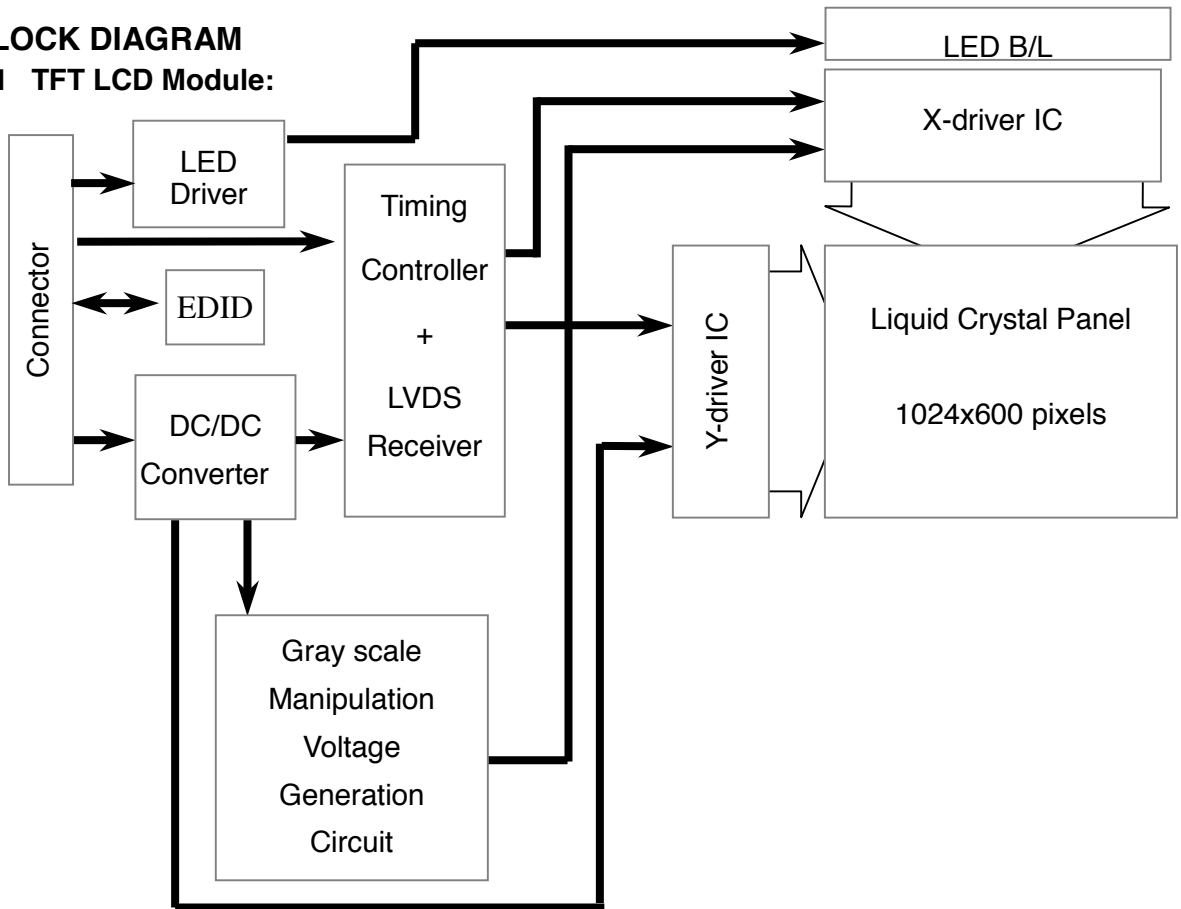 LOCK DIAGRAM
TFT LCD Module:
LED B/L
X-driver IC
LED
Driver
Timing
Controller
+
LVDS
Receiver
Connector
EDID
DC/DC
Converter
Y-driver IC
Liquid Crystal Panel
1024x600 pixels
Gray scale
Manipulation
Voltage
Generation
Circuit